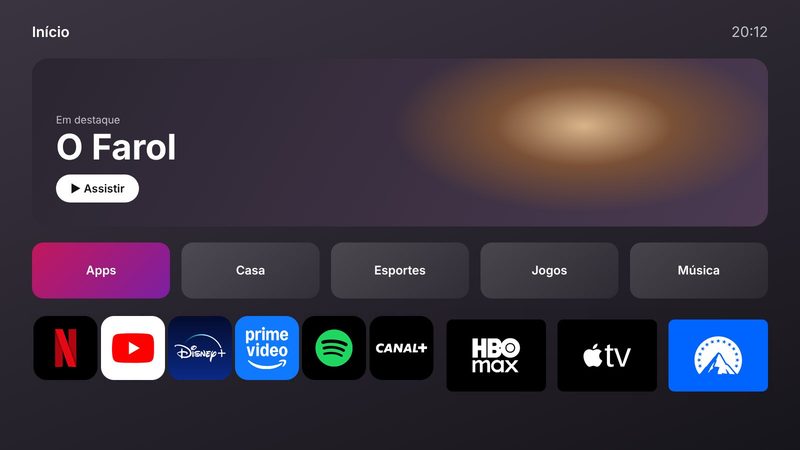 Início
20:12
Em destaque
O Farol
Assistir
Apps
Casa
Esportes
Jogos
Música
N
Disney+
prime video
CANAL+
HBO max
tv